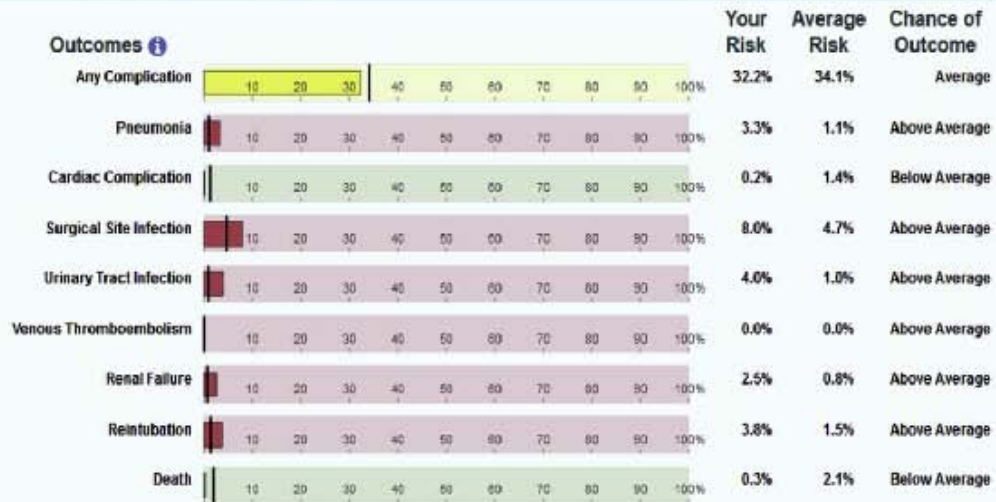 Your Average Chance of
Outcomes i Risk Risk Outcome
Any Complication 10 20 30 40 50 60 70 80 90 100% 32.2% 34.1% Average
Pneumonia 10 20 30 40 50 60 70 80 90 100% 3.3% 1.1% Above Average
Cardiac Complication 10 20 30 40 50 60 70 80 90 100% 0.2% 1.4% Below Average
Surgical Site Infection 10 20 30 40 50 60 70 80 90 100% 8.0% 4.7% Above Average
Urinary Tract Infection 10 20 30 40 50 60 70 80 90 100% 4.0% 1.0% Above Average
Venous Thromboembolism 10 20 30 40 50 60 70 80 90 100% 0.0% 0.0% Above Average
Renal Failure 10 20 30 40 50 60 70 80 90 100% 2.5% 0.8% Above Average
Reintubation 10 20 30 40 50 60 70 80 90 100% 3.8% 1.5% Above Average
Death 10 20 30 40 50 60 70 80 90 100% 0.3% 2.1% Below Average